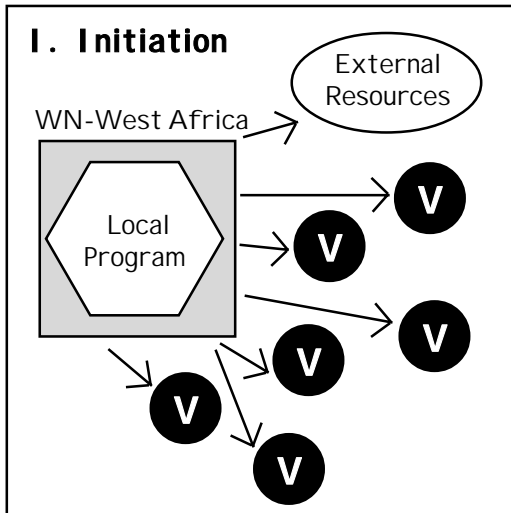 I. Initiation
External
Resources
WN-West Africa
Local
Program
V
V
V
V
V
V